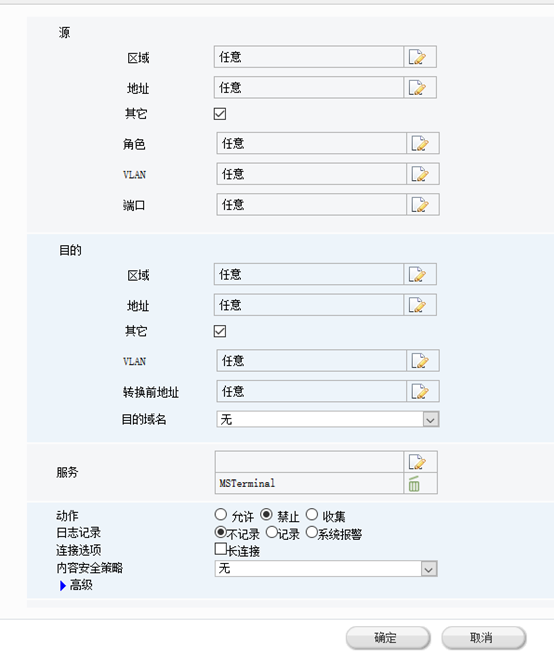 源
区域 任意
地址 任意
其它
角色 任意
VLAN 任意
端口 任意
目的
区域 任意
地址 任意
其它
VLAN 任意
转换前地址 任意
目的域名 无
服务
MSTerminal
动作 允许 禁止 收集
日志记录 不记录 记录 系统报警
连接选项 长连接
内容安全策略 无
高级
确定 取消